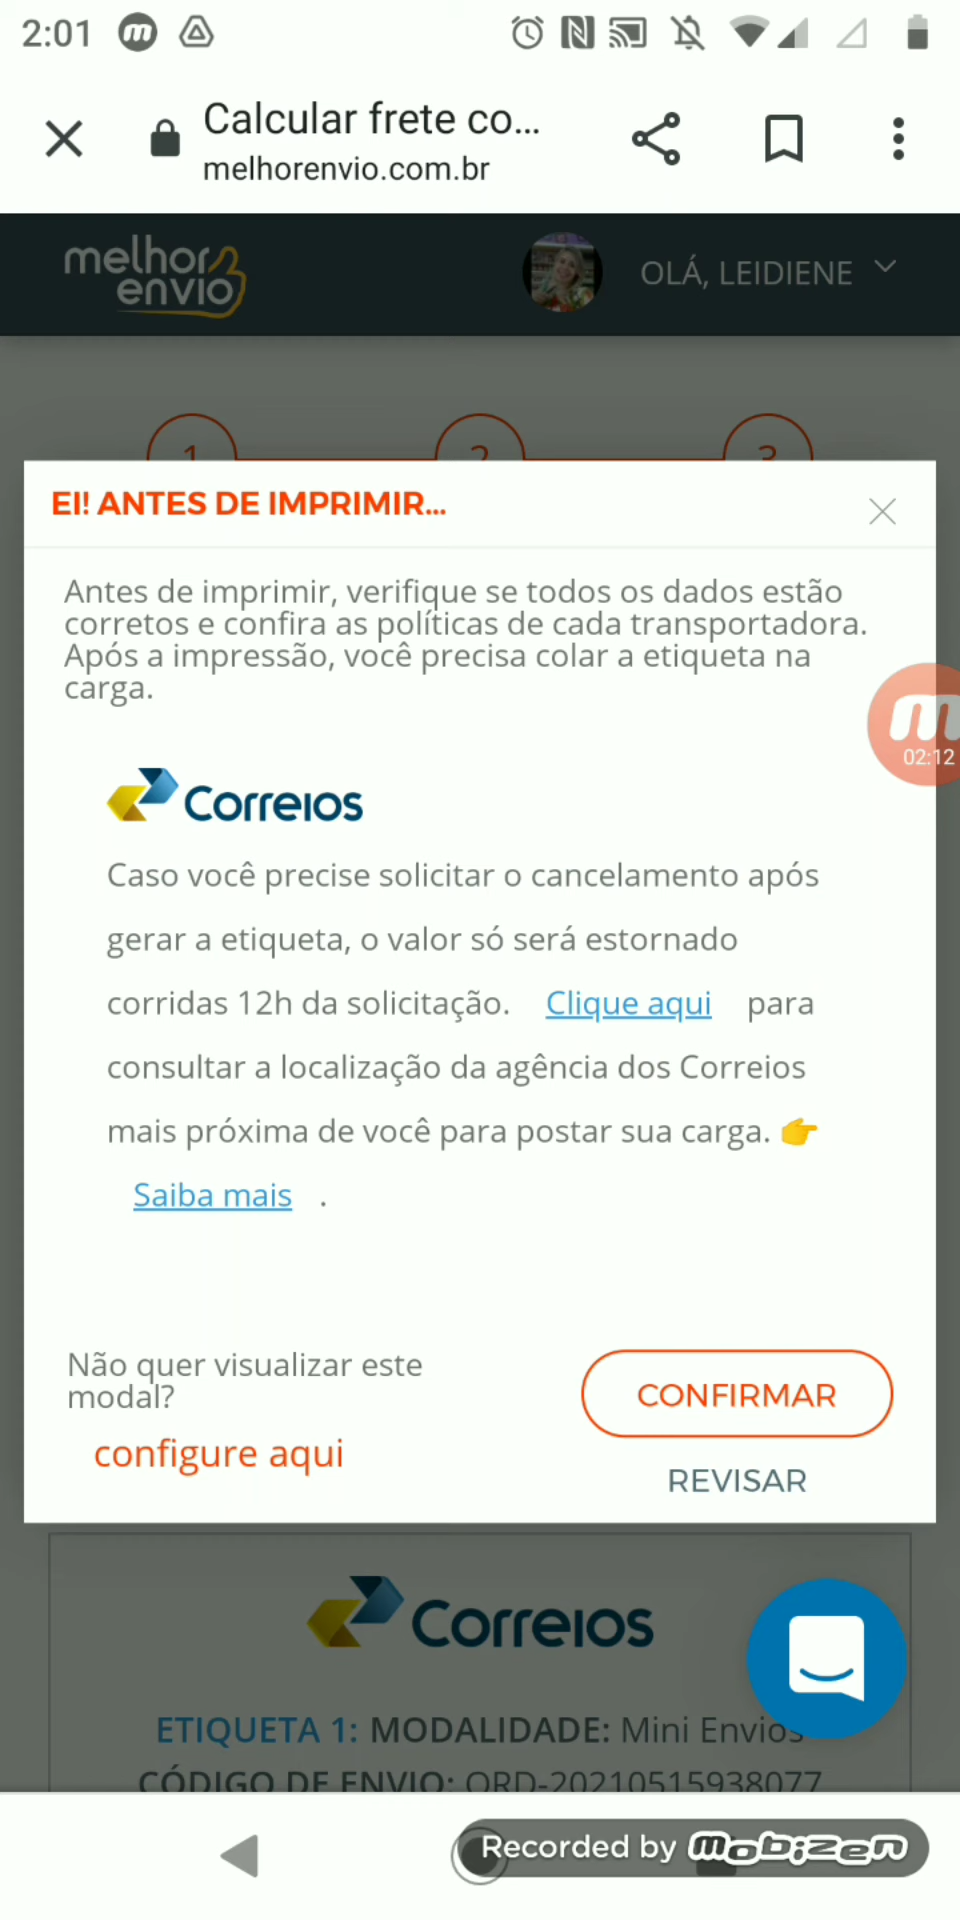 2:01
Calcular frete co...
melhorenvio.com.br
melhor
envio
OLÁ, LEIDIENE
1 2 3
EI! ANTES DE IMPRIMIR...
Antes de imprimir, verifique se todos os dados estão
corretos e confira as políticas de cada transportadora.
Após a impressão, você precisa colar a etiqueta na
carga.
02:12
Correios
Caso você precise solicitar o cancelamento após
gerar a etiqueta, o valor só será estornado
corridas 12h da solicitação. Clique aqui para
consultar a localização da agência dos Correios
mais próxima de você para postar sua carga. 👉
Saiba mais .
Não quer visualizar este
modal?
configure aqui
CONFIRMAR
REVISAR
Correios
ETIQUETA 1: MODALIDADE: Mini Envios
CÓDIGO DE ENVIO: ORD-20210515938077
Recorded by mobizen